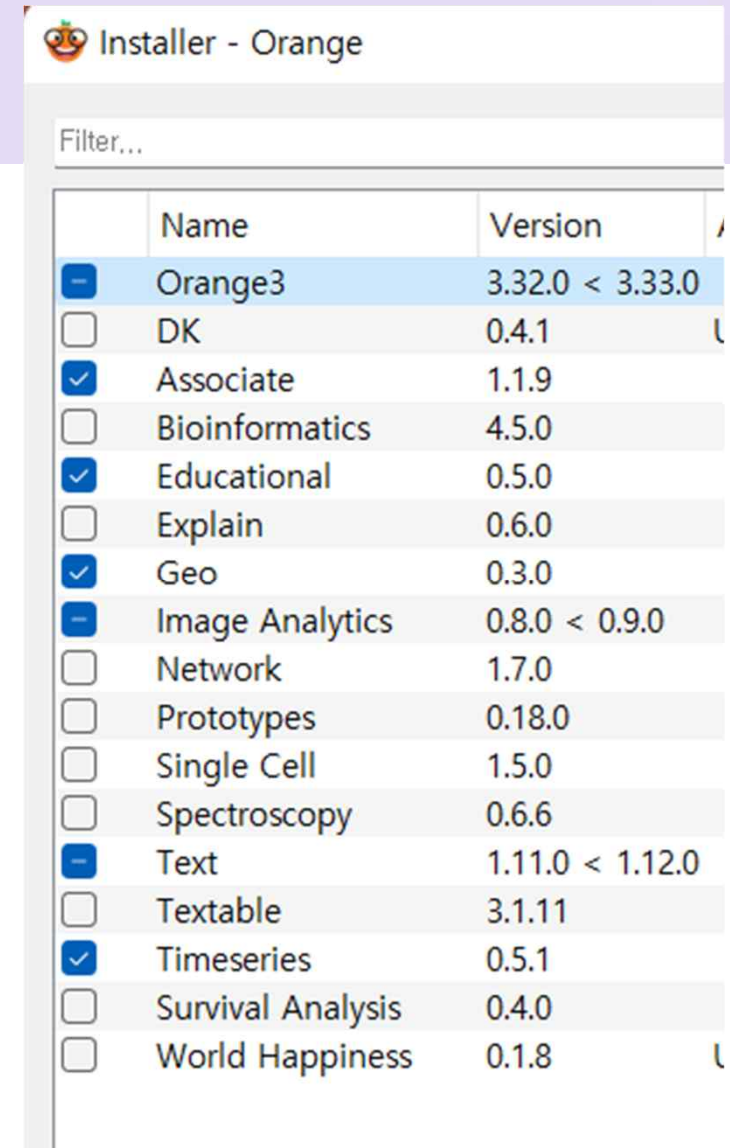 Installer - Orange
Filter...
Name Version
Orange3 3.32.0 < 3.33.0
DK 0.4.1
Associate 1.1.9
Bioinformatics 4.5.0
Educational 0.5.0
Explain 0.6.0
Geo 0.3.0
Image Analytics 0.8.0 < 0.9.0
Network 1.7.0
Prototypes 0.18.0
Single Cell 1.5.0
Spectroscopy 0.6.6
Text 1.11.0 < 1.12.0
Textable 3.1.11
Timeseries 0.5.1
Survival Analysis 0.4.0
World Happiness 0.1.8